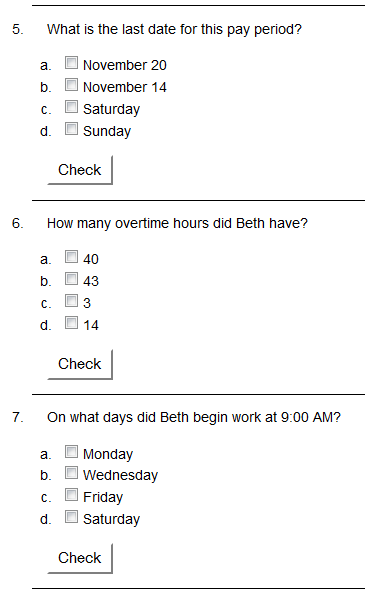 5. What is the last date for this pay period?
a. November 20
b. November 14
c. Saturday
d. Sunday
Check
6. How many overtime hours did Beth have?
a. 40
b. 43
c. 3
d. 14
Check
7. On what days did Beth begin work at 9:00 AM?
a. Monday
b. Wednesday
c. Friday
d. Saturday
Check